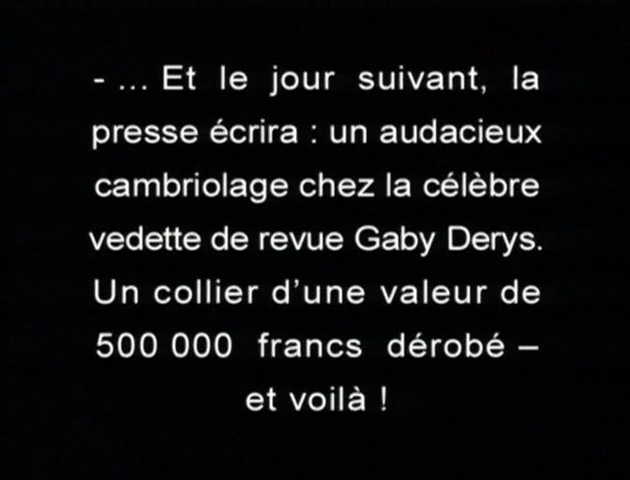 - ... Et le jour suivant, la
presse écrira : un audacieux
cambriolage chez la célèbre
vedette de revue Gaby Derys.
Un collier d’une valeur de
500 000 francs dérobé –
et voilà !